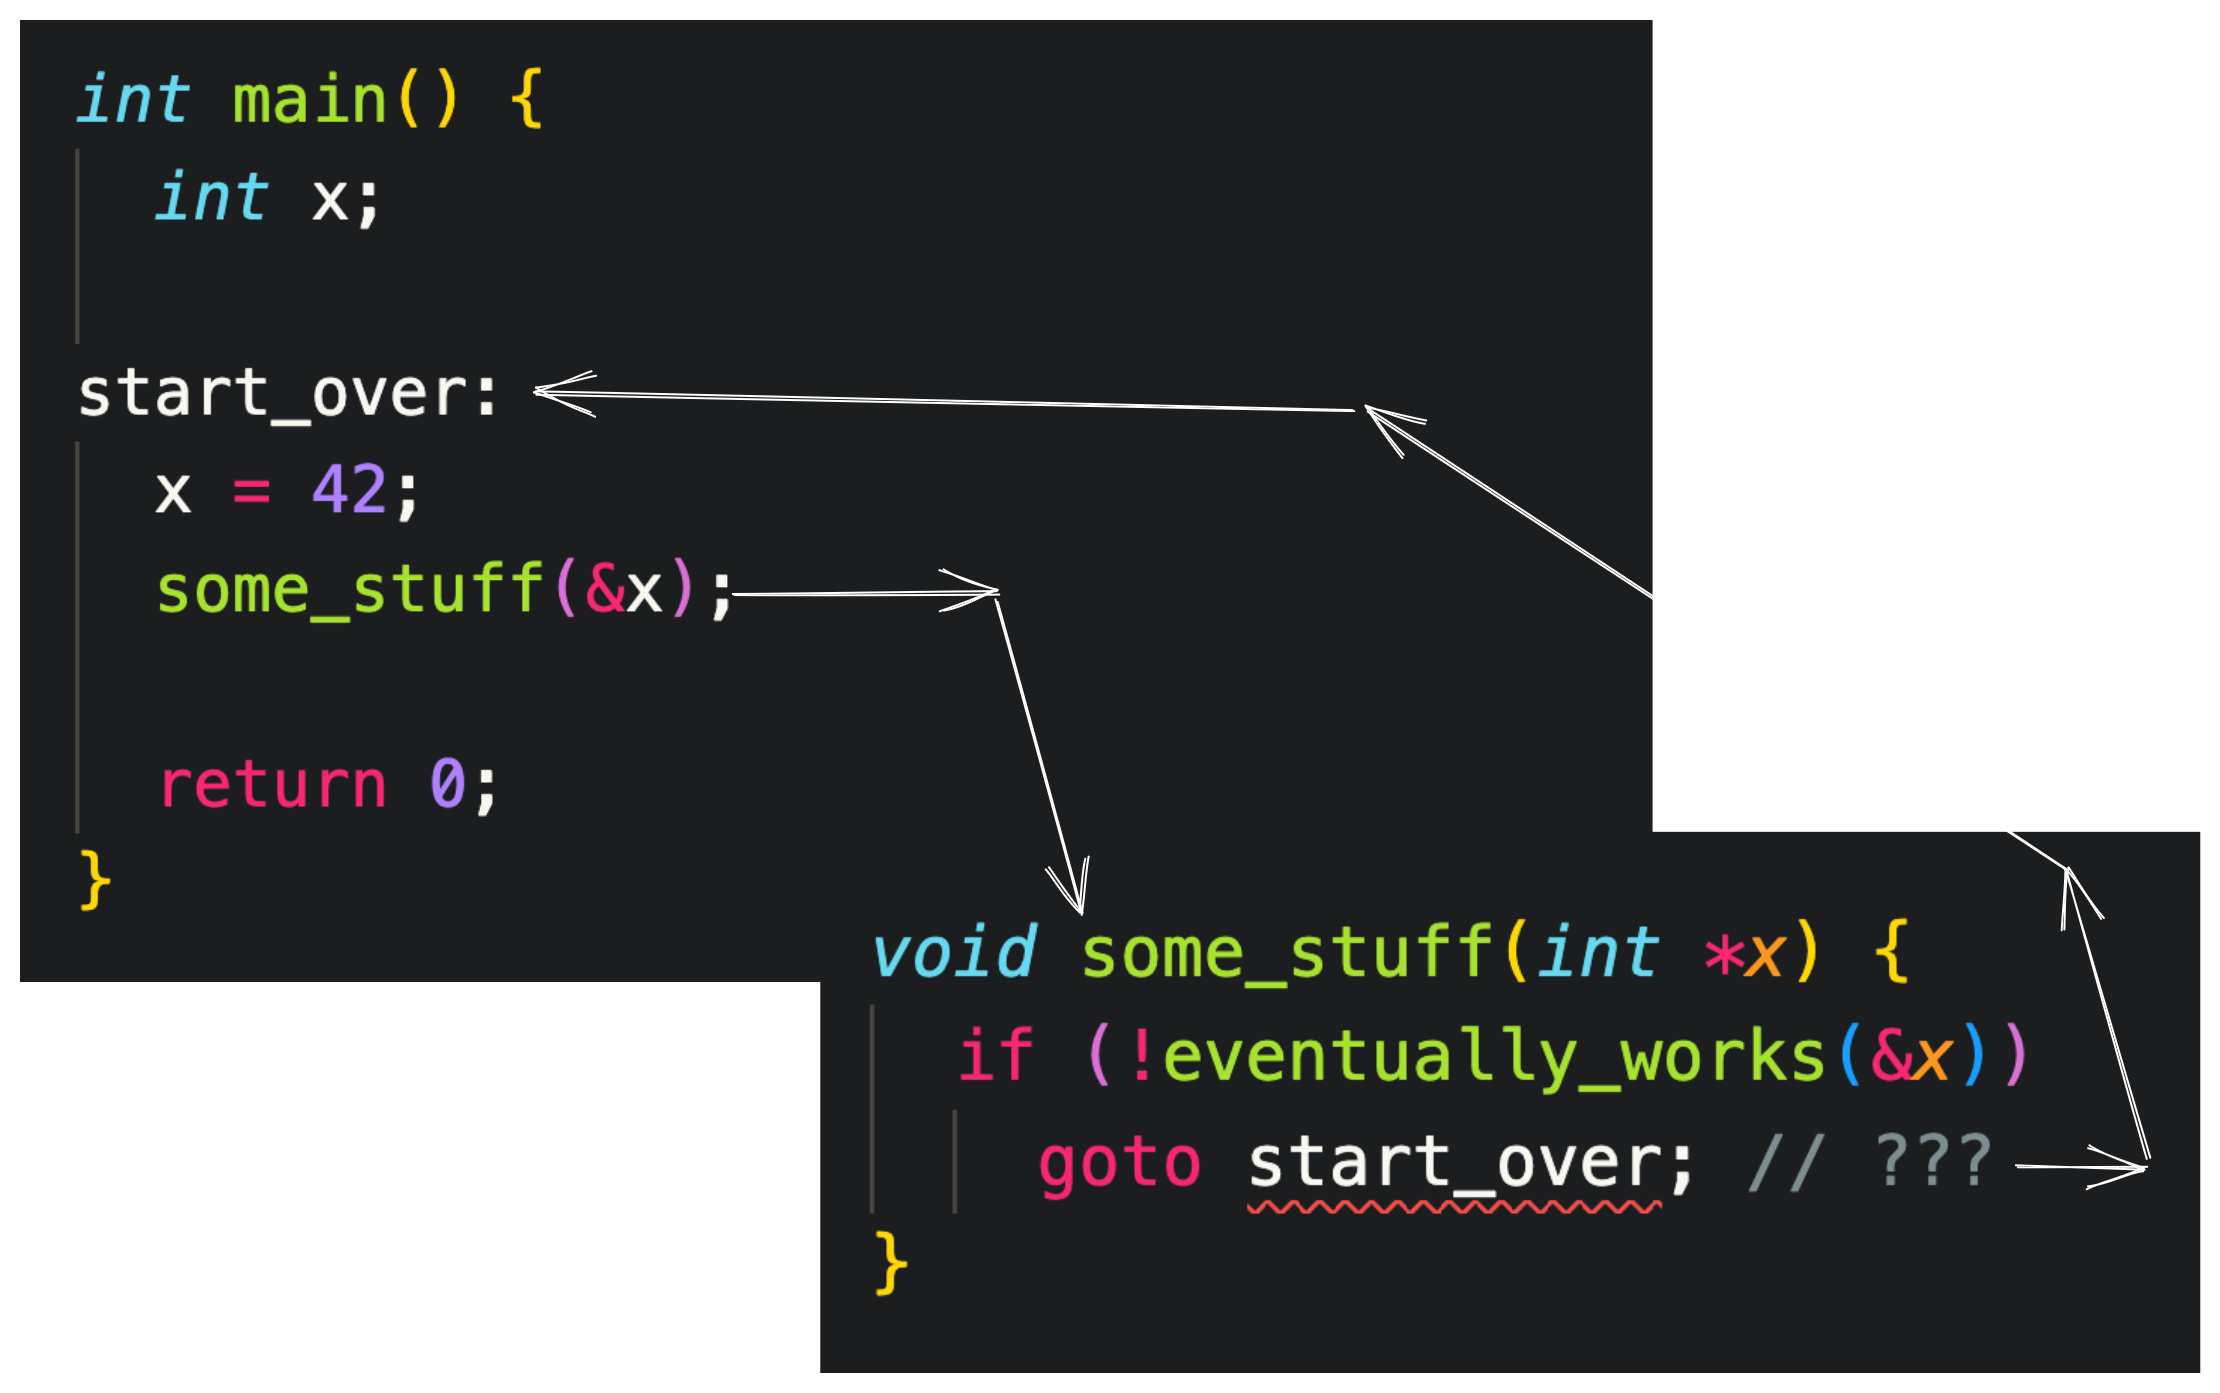 int main() {
int x;
start_over:
x = 42;
some_stuff(&x);
return 0;
}
void some_stuff(int *x) {
if (!eventually_works(&x))
goto start_over; // ???
}